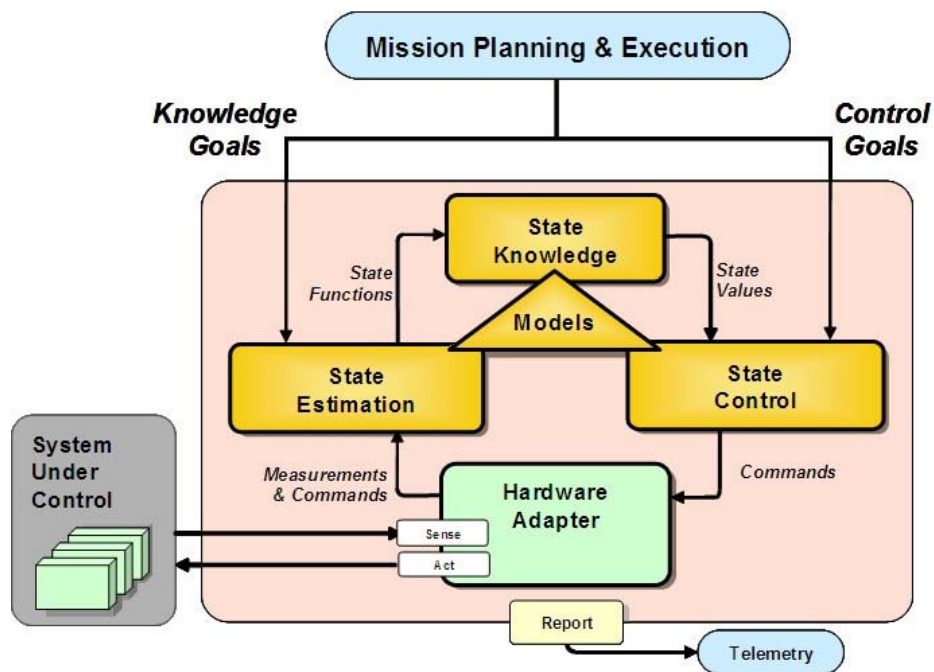 Mission Planning & Execution
Knowledge
Goals
Control
Goals
State
Knowledge
State
Functions
State
Values
Models
State
Estimation
State
Control
System
Under
Control
Measurements
& Commands
Commands
Hardware
Adapter
Sense
Act
Report
Telemetry